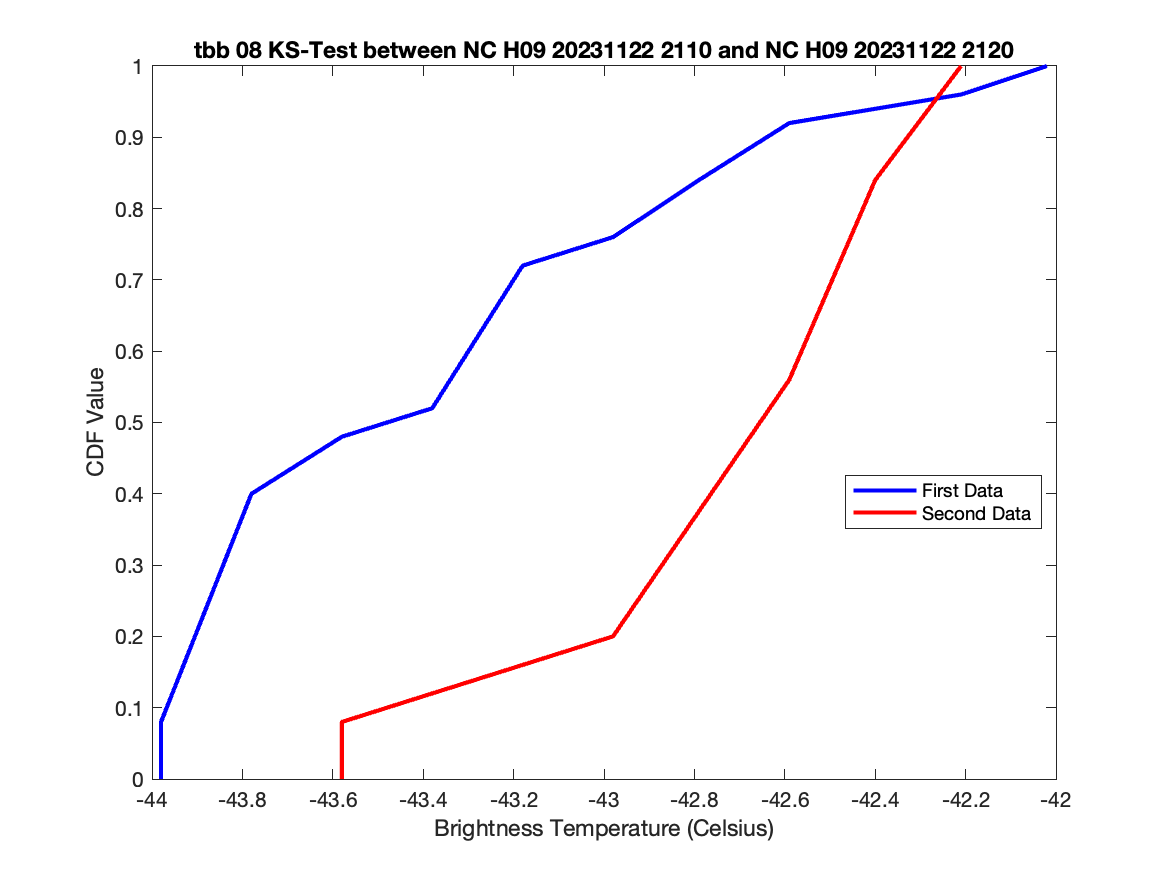 tbb 08 KS-Test between NC H09 20231122 2110 and NC H09 20231122 2120
1
0.9
0.8
0.7
0.6
0.5
0.4
0.3
0.2
0.1
0
CDF Value
First Data
Second Data
-44 -43.8 -43.6 -43.4 -43.2 -43 -42.8 -42.6 -42.4 -42.2 -42
Brightness Temperature (Celsius)